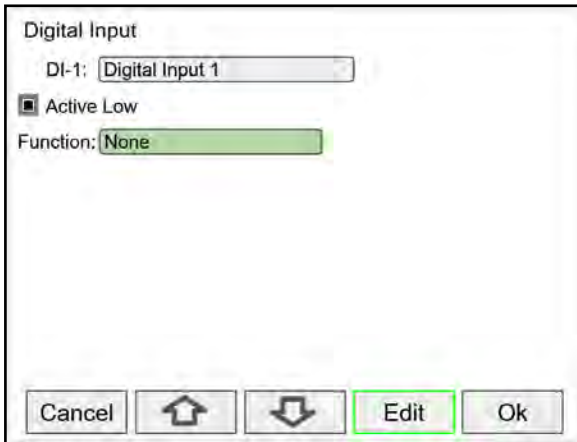 Digital Input
DI-1: Digital Input 1
Active Low
Function: None
Cancel Edit Ok